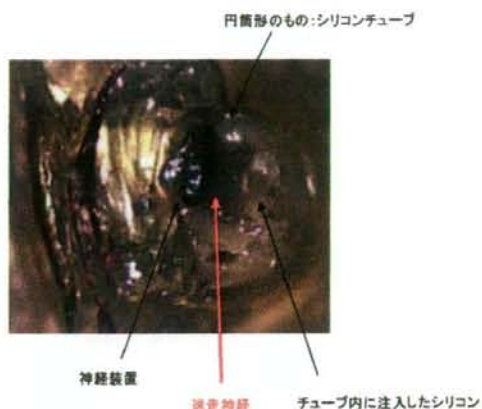 円筒形のもの：シリコンチューブ
神経装置
迷走神経
チューブ内に注入したシリコン